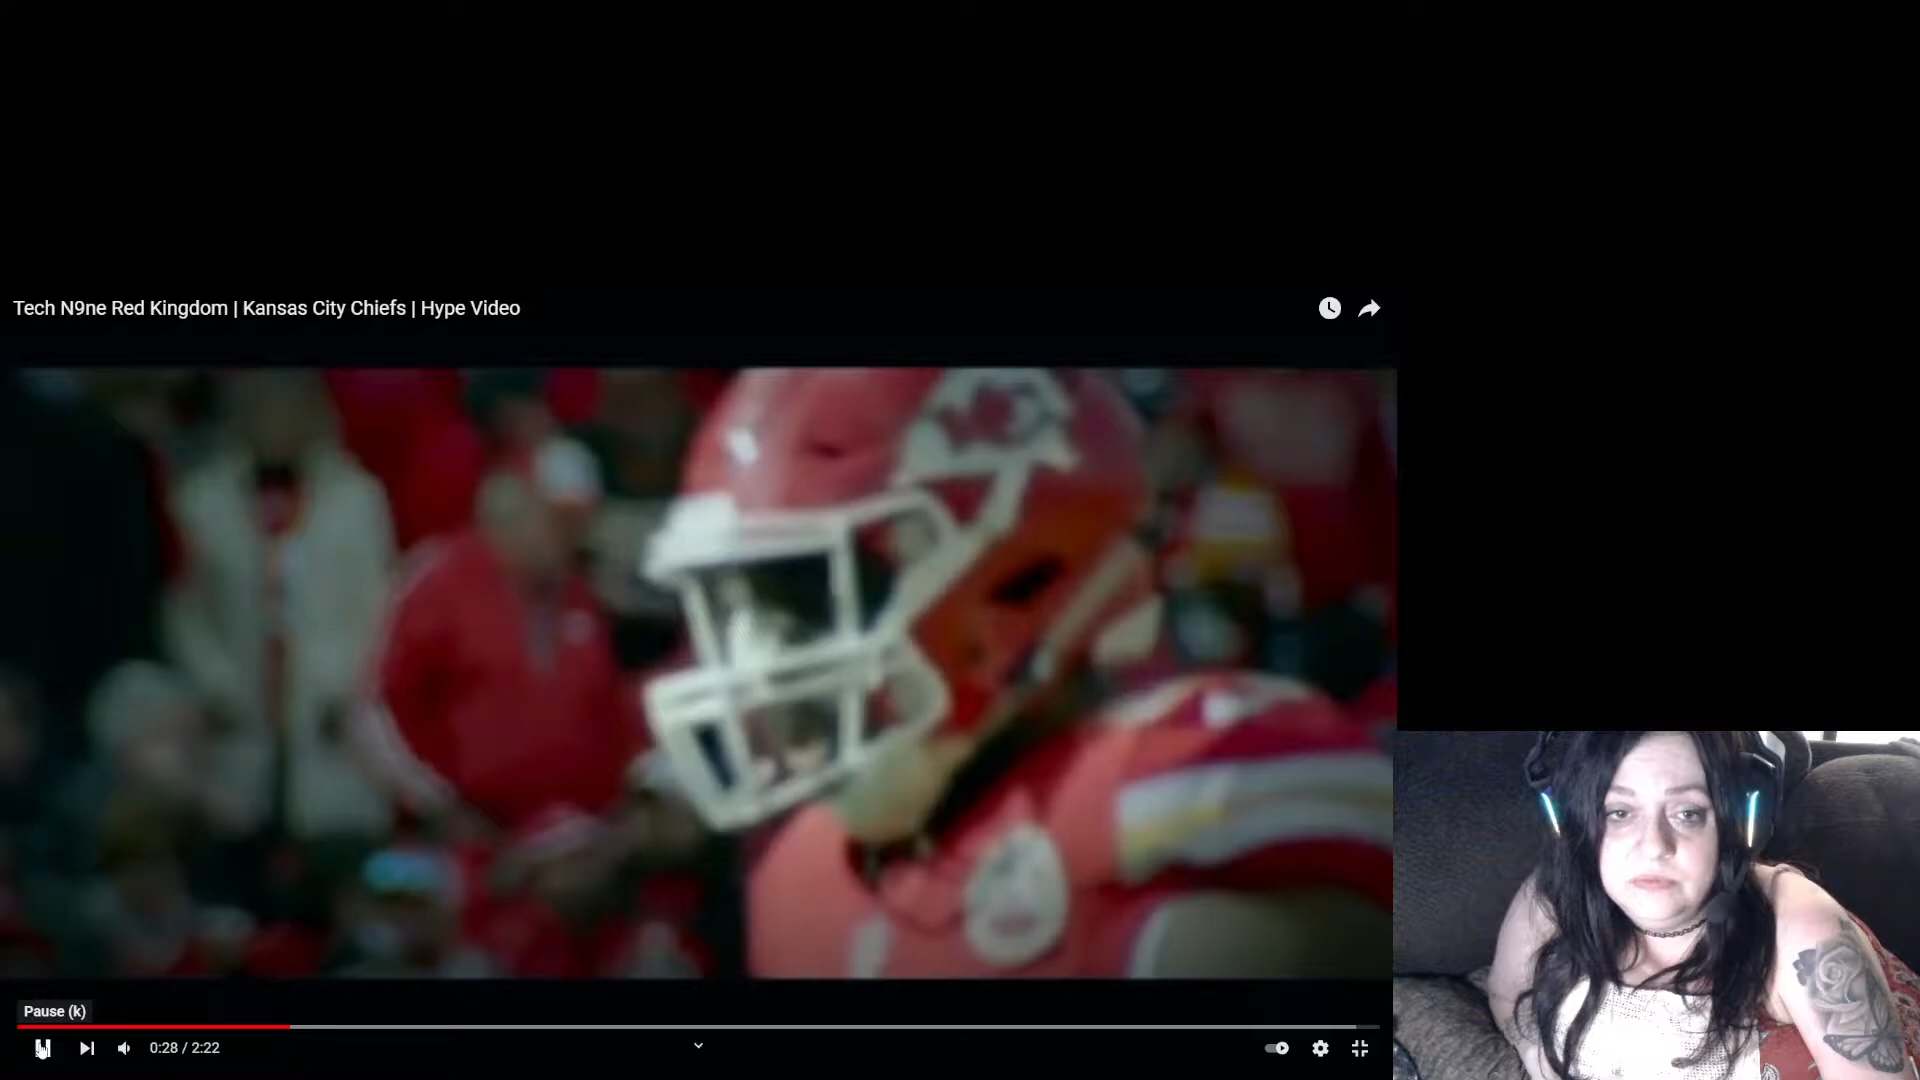 Tech N9ne Red Kingdom | Kansas City Chiefs | Hype Video
Pause (k)
0:28 / 2:22